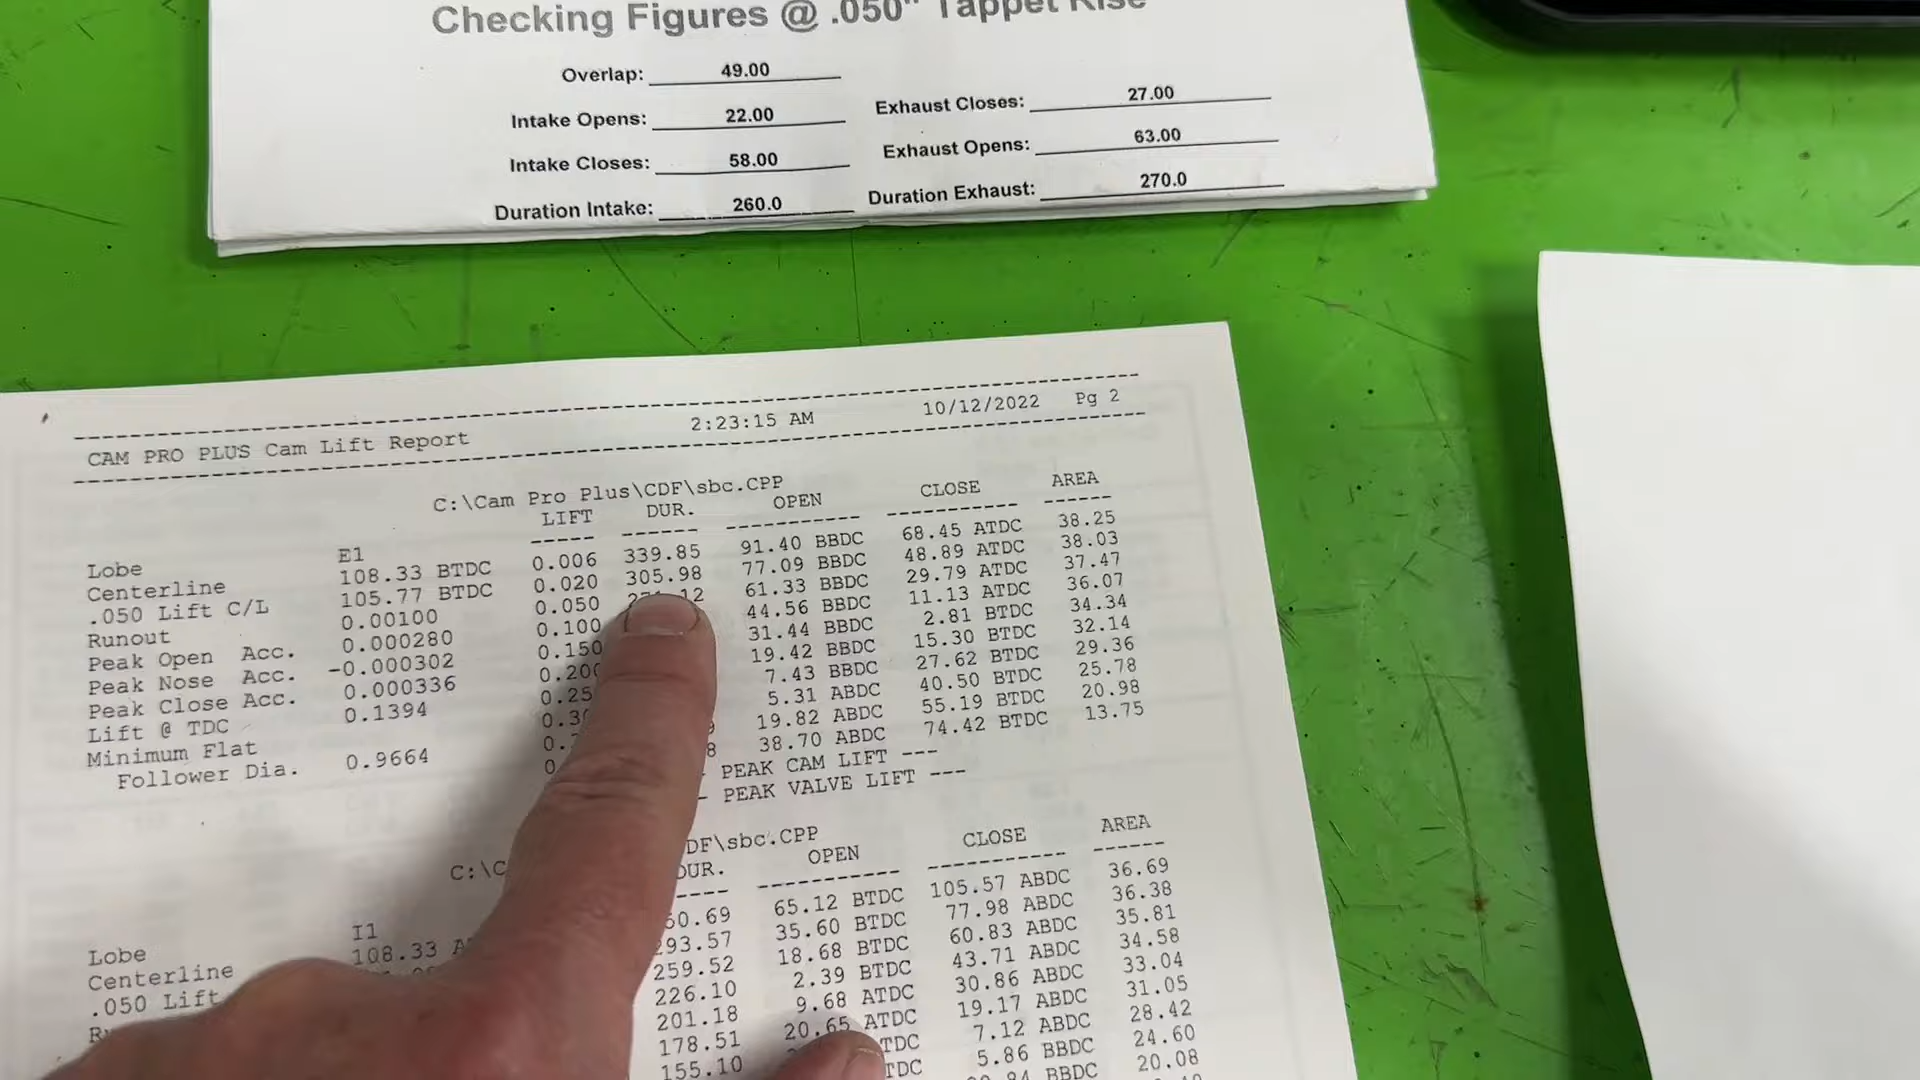 Checking Figures @ .050" Tappet Rise
Overlap: 49.00
Intake Opens: 22.00 Exhaust Closes: 27.00
Intake Closes: 58.00 Exhaust Opens: 63.00
Duration Intake: 260.0 Duration Exhaust: 270.0
CAM PRO PLUS Cam Lift Report 2:23:15 AM 10/12/2022 Pg 2
C:\Cam Pro Plus\CDF\sbc.CPP
LIFT DUR. OPEN CLOSE AREA
Lobe E1
Centerline 108.33 BTDC 0.006 339.85 91.40 BBDC 68.45 ATDC 38.25
.050 Lift C/L 105.77 BTDC 0.020 305.98 77.09 BBDC 48.89 ATDC 38.03
Runout 0.00100 0.050 61.33 BBDC 29.79 ATDC 37.47
Peak Open Acc. 0.000280 0.100 44.56 BBDC 11.13 ATDC 36.07
Peak Nose Acc. -0.000302 0.150 31.44 BBDC 2.81 BTDC 34.34
Peak Close Acc. 0.000336 19.42 BBDC 15.30 BTDC 32.14
Lift @ TDC 0.1394 7.43 BBDC 27.62 BTDC 29.36
Minimum Flat 5.31 ABDC 40.50 BTDC 25.78
Follower Dia. 0.9664 19.82 ABDC 55.19 BTDC 20.98
38.70 ABDC 74.42 BTDC 13.75
PEAK CAM LIFT ---
PEAK VALVE LIFT ---
DF\sbc.CPP
DUR. OPEN CLOSE AREA
Lobe I1
Centerline 108.33 65.12 BTDC 105.57 ABDC 36.69
.050 Lift 293.57 35.60 BTDC 77.98 ABDC 36.38
259.52 18.68 BTDC 60.83 ABDC 35.81
226.10 2.39 BTDC 43.71 ABDC 34.58
201.18 9.68 ATDC 30.86 ABDC 33.04
178.51 20.65 ATDC 19.17 ABDC 31.05
155.10 7.12 ABDC 28.42
5.86 BBDC 24.60
BBDC 20.08